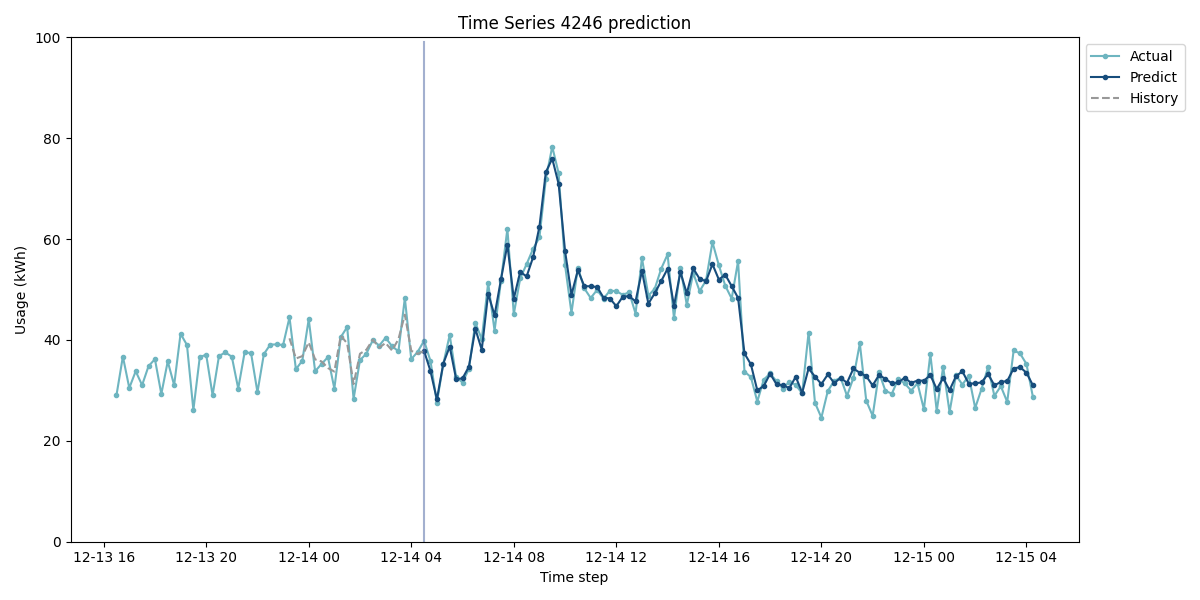 Time Series 4246 prediction
Usage (kWh)
100
80
60
40
20
0
12-13 16
12-13 20
12-14 00
12-14 04
12-14 08
12-14 12
12-14 16
12-14 20
12-15 00
12-15 04
Time step
Actual
Predict
History